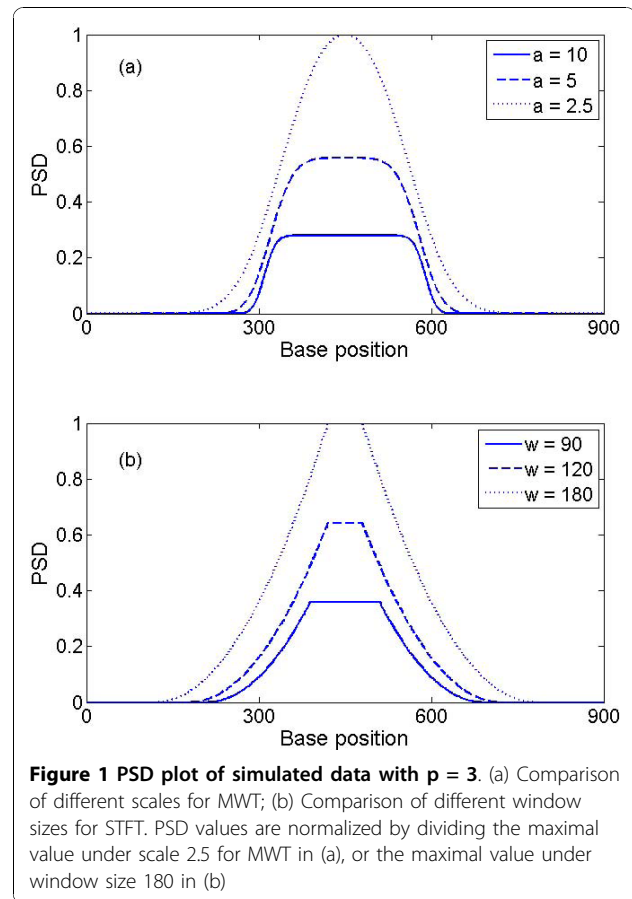 (a)
a = 10
a = 5
a = 2.5
1
0.8
0.6
0.4
0.2
0
PSD
0 300 600 900
Base position
(b)
w = 90
w = 120
w = 180
1
0.8
0.6
0.4
0.2
0
PSD
0 300 600 900
Base position
Figure 1 PSD plot of simulated data with p = 3. (a) Comparison
of different scales for MWT; (b) Comparison of different window
sizes for STFT. PSD values are normalized by dividing the maximal
value under scale 2.5 for MWT in (a), or the maximal value under
window size 180 in (b)